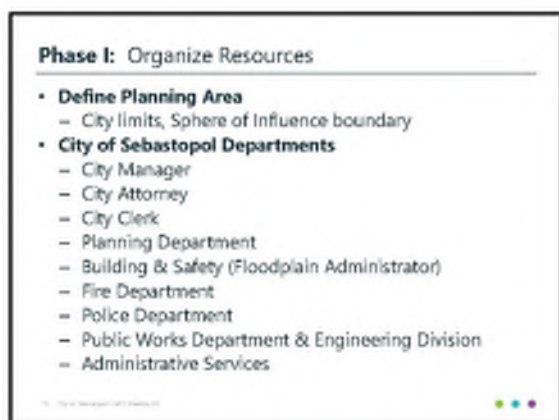 Phase I: Organize Resources
• Define Planning Area
– City limits, Sphere of Influence boundary
• City of Sebastopol Departments
– City Manager
– City Attorney
– City Clerk
– Planning Department
– Building & Safety (Floodplain Administrator)
– Fire Department
– Police Department
– Public Works Department & Engineering Division
– Administrative Services